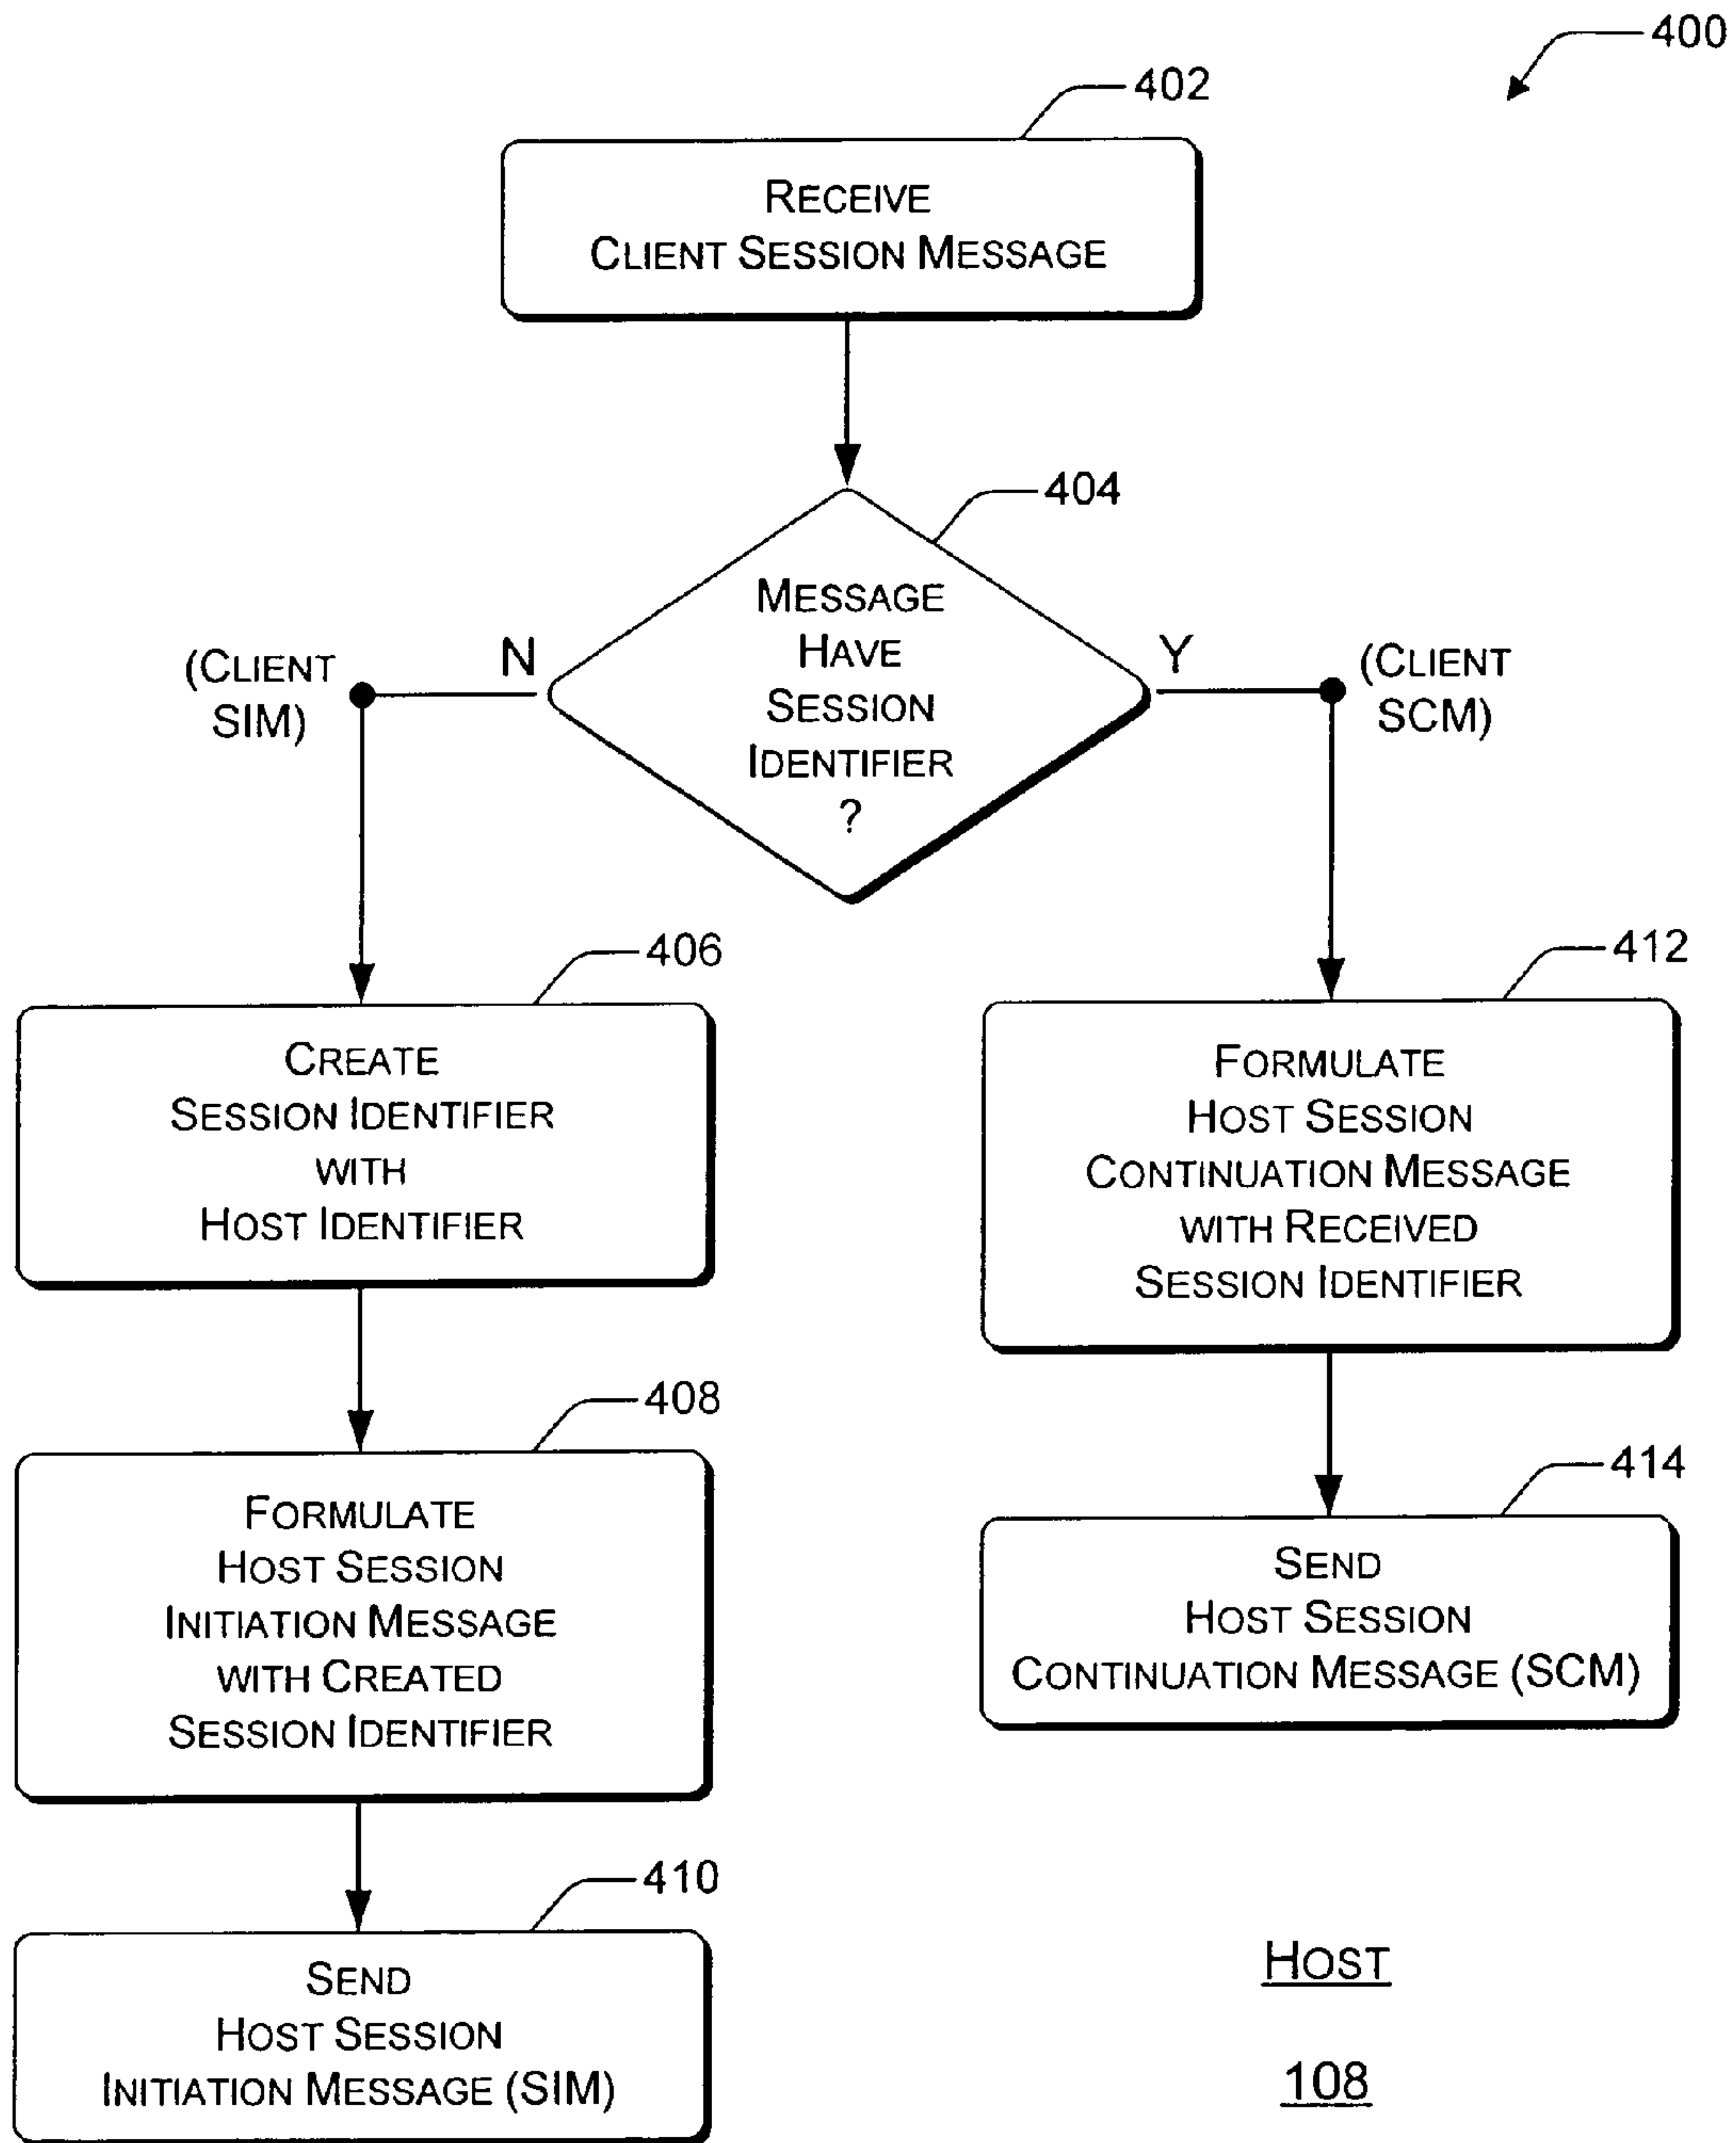 400
402
RECEIVE
CLIENT SESSION MESSAGE
404
MESSAGE
HAVE
SESSION
IDENTIFIER
?
N
(CLIENT
SIM)
Y
(CLIENT
SCM)
406
CREATE
SESSION IDENTIFIER
WITH
HOST IDENTIFIER
408
FORMULATE
HOST SESSION
INITIATION MESSAGE
WITH CREATED
SESSION IDENTIFIER
410
SEND
HOST SESSION
INITIATION MESSAGE (SIM)
412
FORMULATE
HOST SESSION
CONTINUATION MESSAGE
WITH RECEIVED
SESSION IDENTIFIER
414
SEND
HOST SESSION
CONTINUATION MESSAGE (SCM)
HOST
108